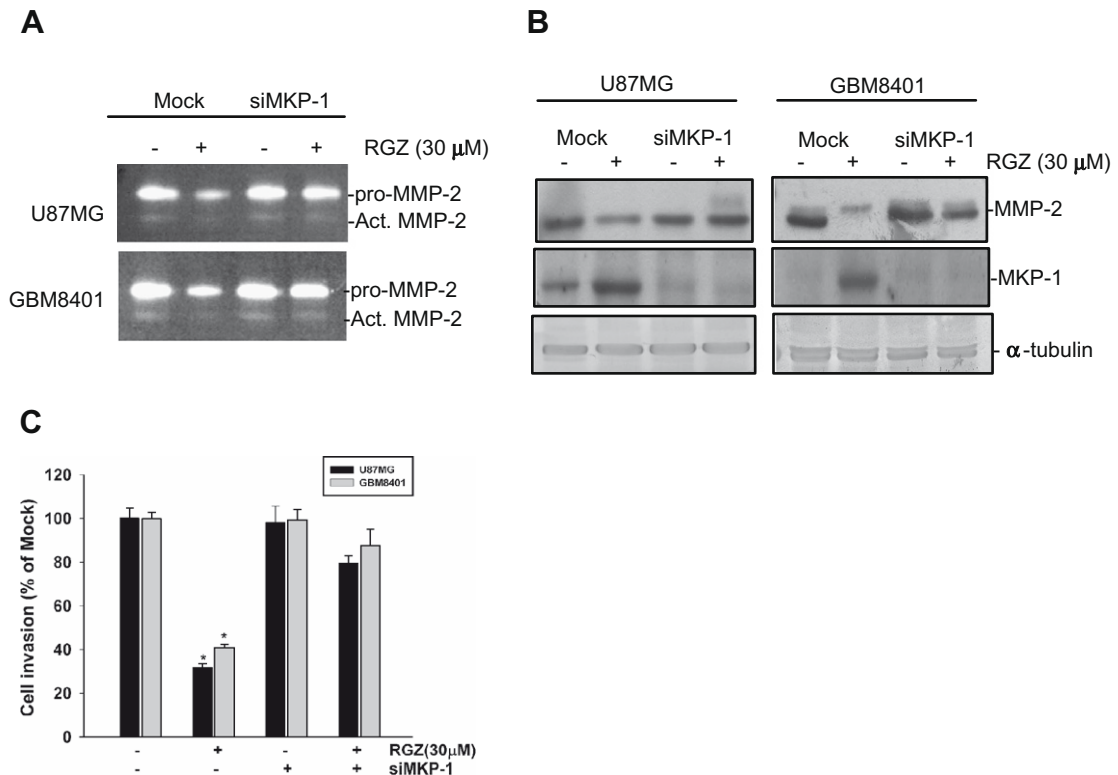 A
Mock siMKP-1
- + - + RGZ (30 μM)
U87MG
-pro-MMP-2
-Act. MMP-2
GBM8401
-pro-MMP-2
-Act. MMP-2
B
U87MG GBM8401
Mock siMKP-1 Mock siMKP-1
- + - + - + - + RGZ (30 μM)
-MMP-2
-MKP-1
- α-tubulin
C
U87MG
GBM8401
Cell invasion (% of Mock)
120
100
80
60
40
20
0
* *
- + - + RGZ(30μM)
- - + + siMKP-1